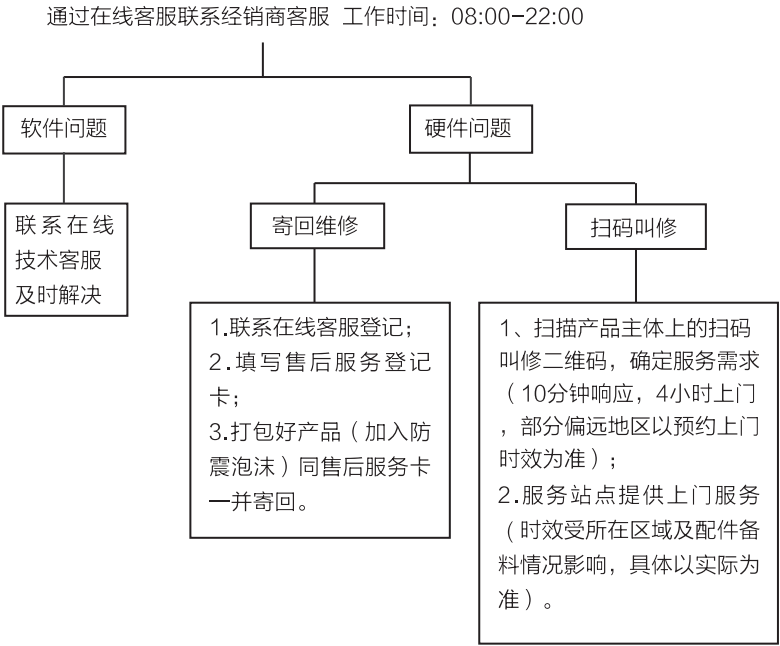 通过在线客服联系经销商客服 工作时间：08:00-22:00
软件问题
硬件问题
联系在线
技术客服
及时解决
寄回维修
扫码叫修
1.联系在线客服登记；
2.填写售后服务登记
卡；
3.打包好产品（加入防
震泡沫）同售后服务卡
一并寄回。
1、扫描产品主体上的扫码
叫修二维码，确定服务需求
（10分钟响应，4小时上门
，部分偏远地区以预约上门
时效为准）；
2.服务站点提供上门服务
（时效受所在区域及配件备
料情况影响，具体以实际为
准）。